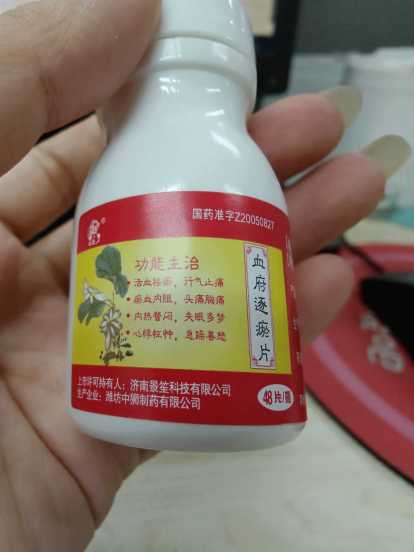 国药准字Z20050827
功能主治
血府逐瘀片
•活血祛瘀，行气止痛
•瘀血内阻，头痛胸痛
•内热瞀闷，失眠多梦
•心悸怔忡，急躁善怒
上市许可持有人：济南景笙科技有限公司
生产企业：潍坊中狮制药有限公司
48片/瓶